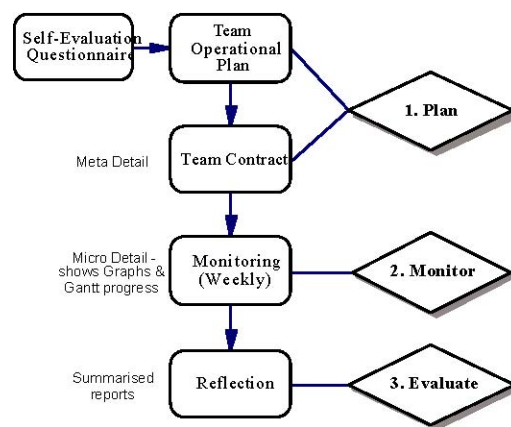 Self-Evaluation
Questionnaire
Team
Operational
Plan
1. Plan
Meta Detail
Team Contract
Micro Detail -
shows Graphs &
Gantt progress
Monitoring
(Weekly)
2. Monitor
Summarised
reports
Reflection
3. Evaluate